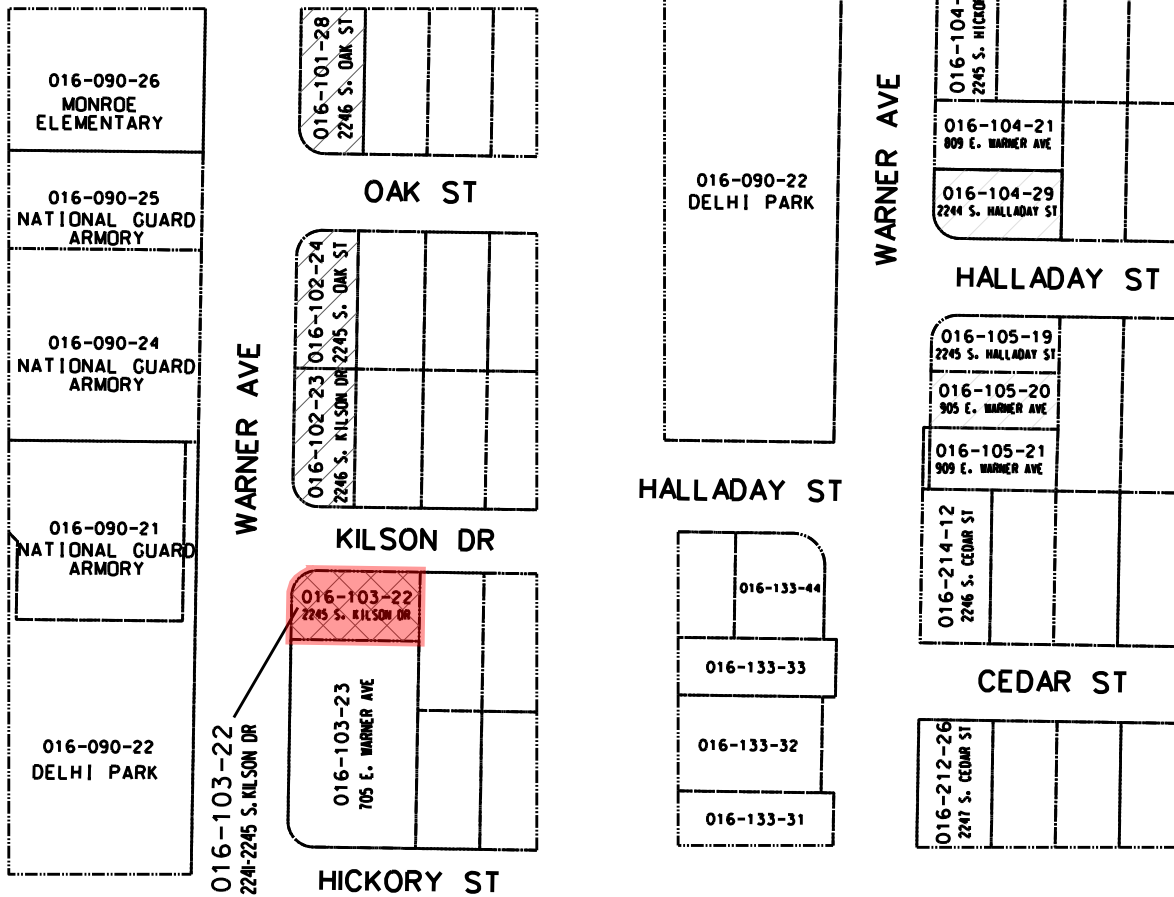 016-090-26
MONROE
ELEMENTARY
016-090-25
NATIONAL GUARD
ARMORY
016-090-24
NATIONAL GUARD
ARMORY
016-090-21
NATIONAL GUARD
ARMORY
016-090-22
DELHI PARK
WARNER AVE
016-101-28
2246 S. OAK ST
OAK ST
016-102-24
2245 S. OAK ST
016-102-23
2246 S. KILSON DR
KILSON DR
016-103-22
2245 S. KILSON DR
016-103-22
2241-2245 S. KILSON DR
016-103-23
705 E. WARNER AVE
HICKORY ST
016-090-22
DELHI PARK
HALLADAY ST
016-133-44
016-133-33
016-133-32
016-133-31
WARNER AVE
016-104-
2245 S. HICKO
016-104-21
809 E. WARNER AVE
016-104-29
2244 S. HALLADAY ST
HALLADAY ST
016-105-19
2245 S. HALLADAY ST
016-105-20
905 E. WARNER AVE
016-105-21
909 E. WARNER AVE
016-214-12
2246 S. CEDAR ST
CEDAR ST
016-212-26
2247 S. CEDAR ST